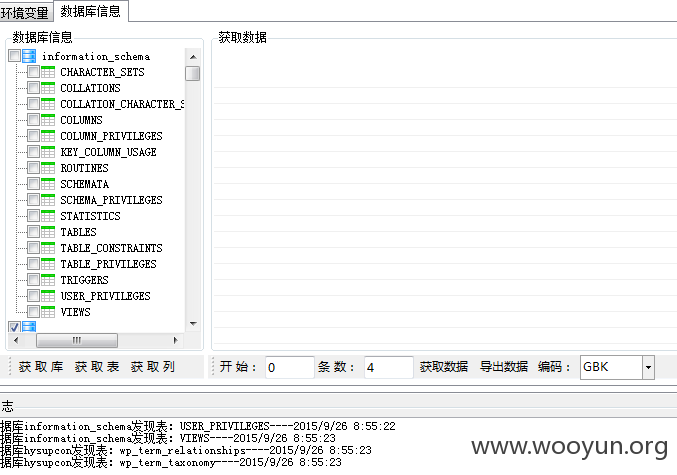 环境变量 数据库信息
数据库信息
获取数据
information_schema
CHARACTER_SETS
COLLATIONS
COLLATION_CHARACTER_S
COLUMNS
COLUMN_PRIVILEGES
KEY_COLUMN_USAGE
ROUTINES
SCHEMATA
SCHEMA_PRIVILEGES
STATISTICS
TABLES
TABLE_CONSTRAINTS
TABLE_PRIVILEGES
TRIGGERS
USER_PRIVILEGES
VIEWS
获取库 获取表 获取列 开始： 0 条数： 4 获取数据 导出数据 编码： GBK
志
据库information_schema发现表：USER_PRIVILEGES----2015/9/26 8:55:22
据库information_schema发现表：VIEWS----2015/9/26 8:55:23
据库hysupcon发现表：wp_term_relationships----2015/9/26 8:55:23
据库hysupcon发现表：wp_term_taxonomy----2015/9/26 8:55:23
www.wooyun.org